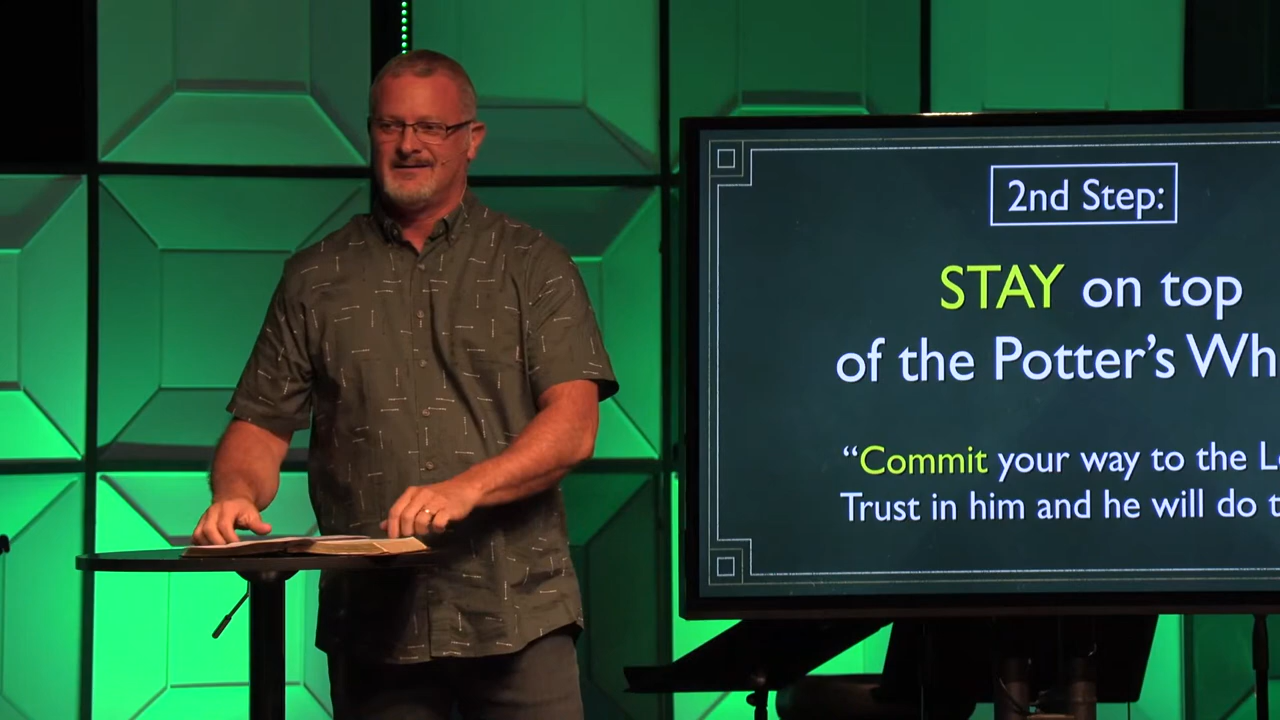 2nd Step:
STAY on top
of the Potter's Wh
“Commit your way to the L
Trust in him and he will do t